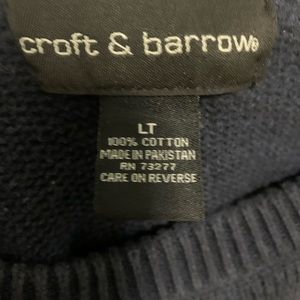 croft & barrow®
LT
100% COTTON
MADE IN PAKISTAN
RN 73277
CARE ON REVERSE